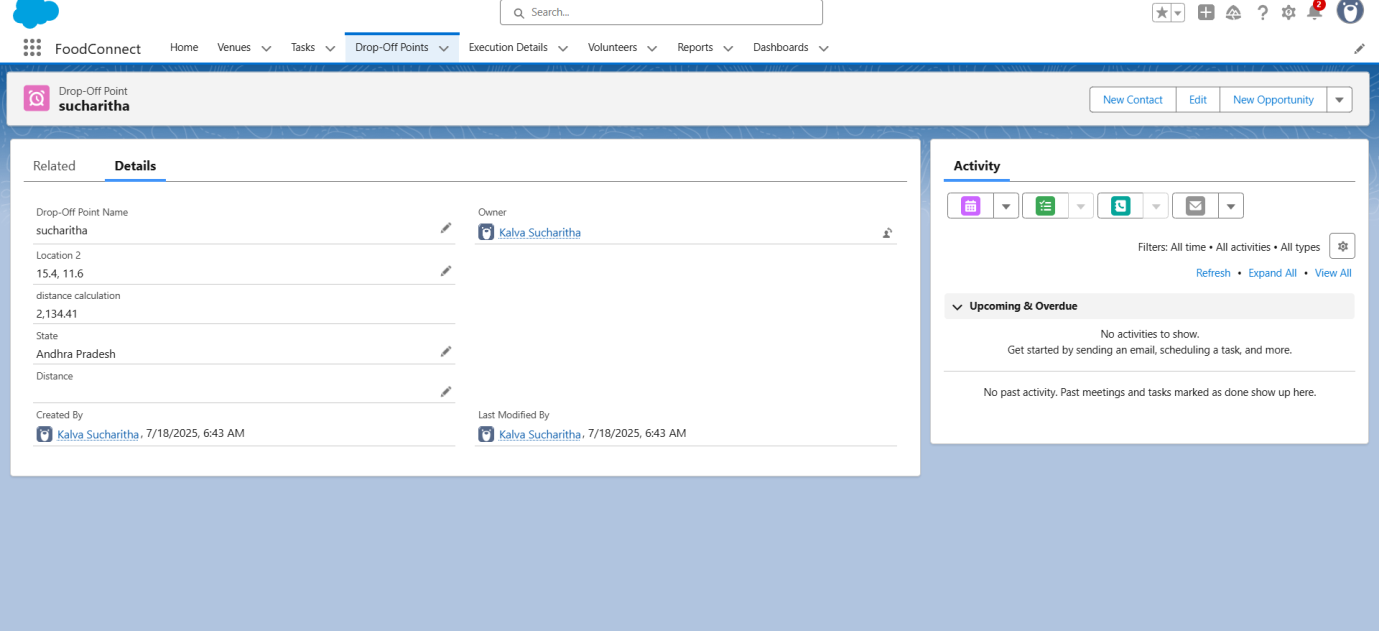 Search...
2
FoodConnect
Home
Venues
Tasks
Drop-Off Points
Execution Details
Volunteers
Reports
Dashboards
Drop-Off Point
sucharitha
New Contact
Edit
New Opportunity
Related
Details
Drop-Off Point Name
sucharitha
Owner
Kalva Sucharitha
Location 2
15.4, 11.6
distance calculation
2,134.41
State
Andhra Pradesh
Distance
Created By
Kalva Sucharitha, 7/18/2025, 6:43 AM
Last Modified By
Kalva Sucharitha, 7/18/2025, 6:43 AM
Activity
Filters: All time • All activities • All types
Refresh • Expand All • View All
Upcoming & Overdue
No activities to show.
Get started by sending an email, scheduling a task, and more.
No past activity. Past meetings and tasks marked as done show up here.